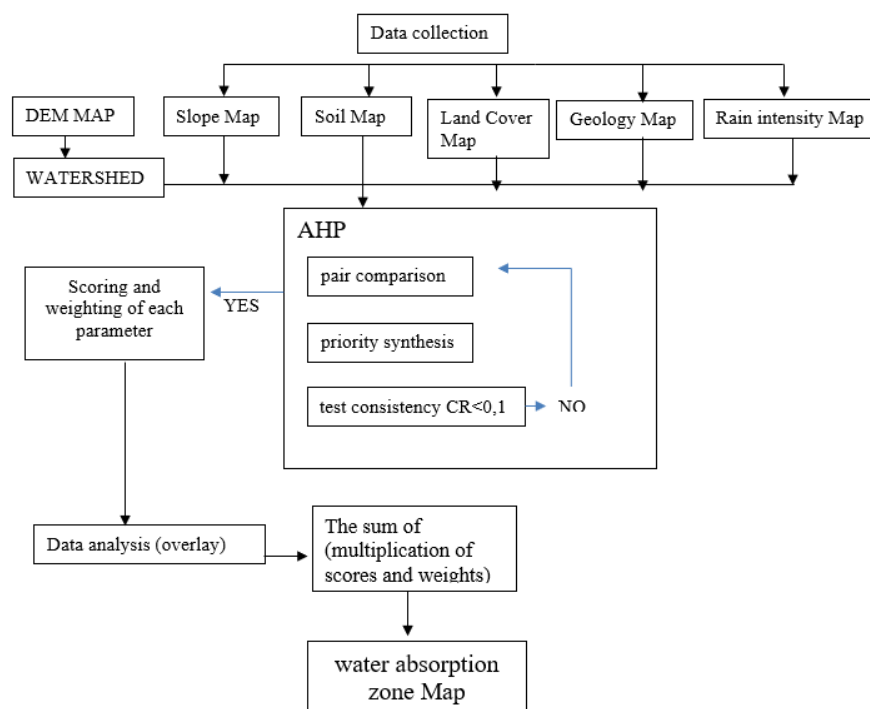 Data collection
DEM MAP
Slope Map
Soil Map
Land Cover
Map
Geology Map
Rain intensity Map
WATERSHED
AHP
pair comparison
Scoring and
weighting of each
parameter
YES
priority synthesis
test consistency CR<0,1
NO
The sum of
(multiplication of
scores and weights)
Data analysis (overlay)
water absorption
zone Map